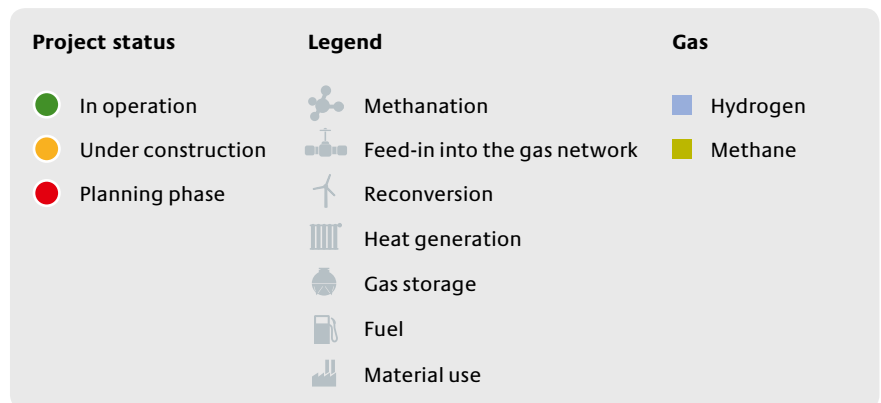 Project status
In operation
Under construction
Planning phase
Legend
Methanation
Feed-in into the gas network
Reconversion
Heat generation
Gas storage
Fuel
Material use
Gas
Hydrogen
Methane